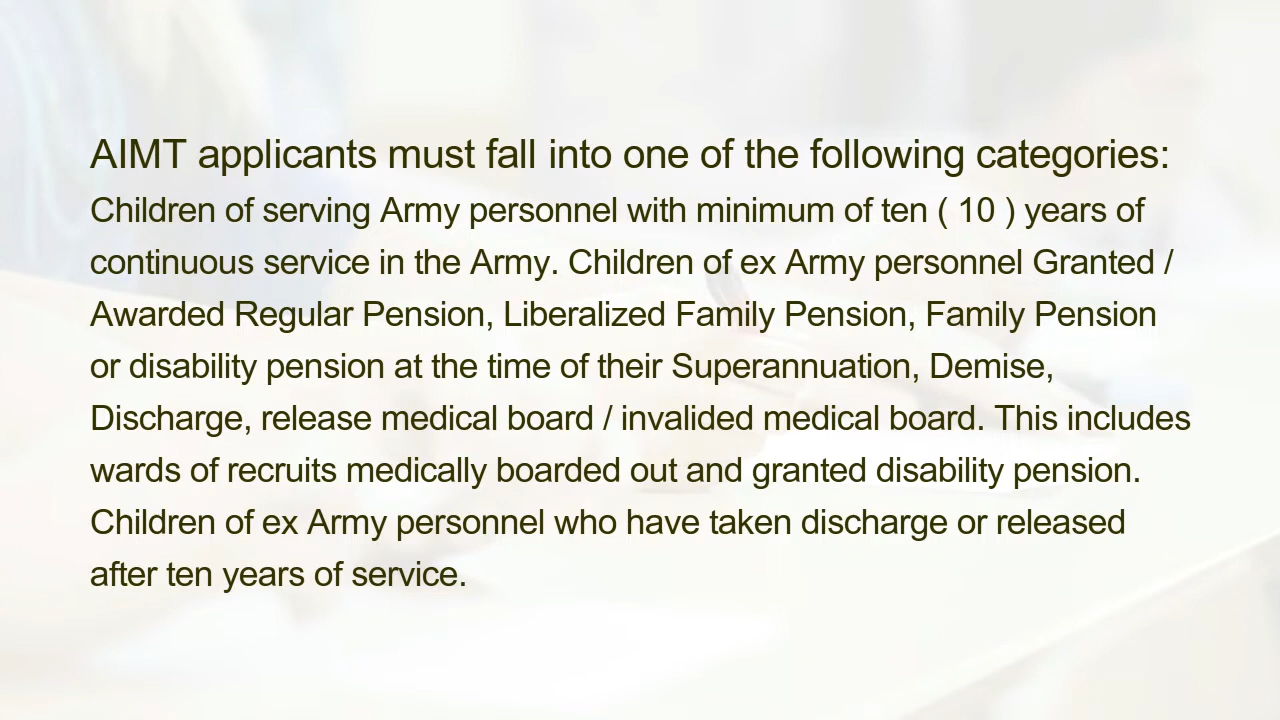 AIMT applicants must fall into one of the following categories:
Children of serving Army personnel with minimum of ten ( 10 ) years of
continuous service in the Army. Children of ex Army personnel Granted /
Awarded Regular Pension, Liberalized Family Pension, Family Pension
or disability pension at the time of their Superannuation, Demise,
Discharge, release medical board / invalided medical board. This includes
wards of recruits medically boarded out and granted disability pension.
Children of ex Army personnel who have taken discharge or released
after ten years of service.